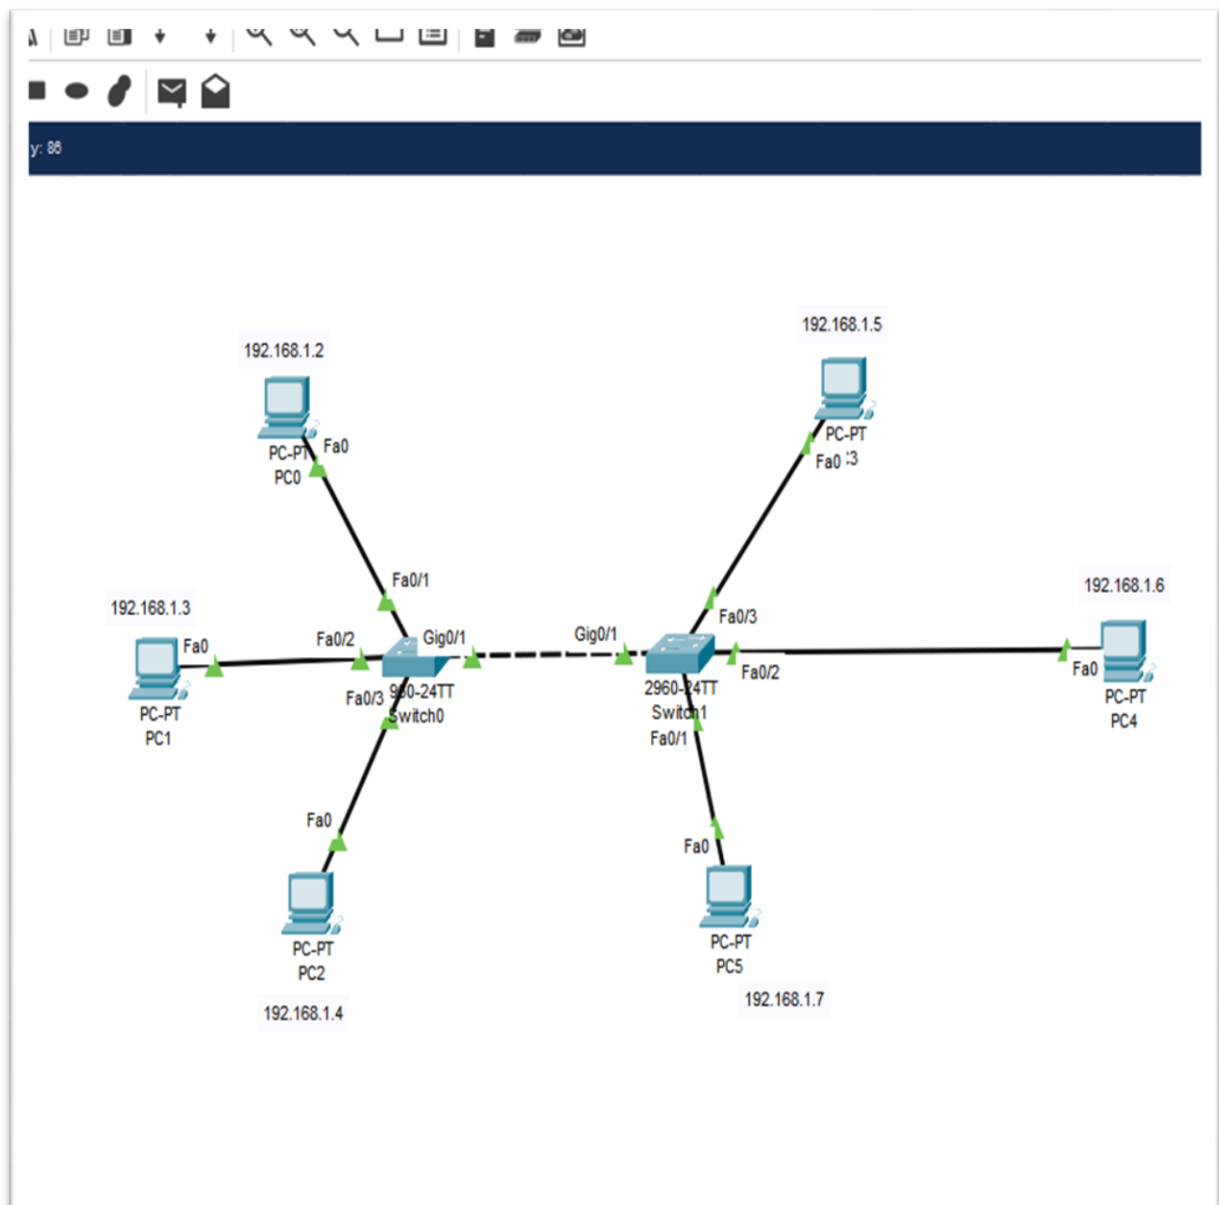 y: 86
192.168.1.5
192.168.1.2
PC-PT
Fa0 :3
Fa0
PC-PT
PC0
Fa0/1
192.168.1.6
192.168.1.3
Fa0/3
Fa0
Fa0/2
Gig0/1
Gig0/1
Fa0/2
Fa0
PC-PT
PC4
Fa0/3
960-24TT
Switch0
2960-24TT
Switch1
Fa0/1
PC-PT
PC1
Fa0
Fa0
PC-PT
PC2
192.168.1.4
PC-PT
PC5
192.168.1.7